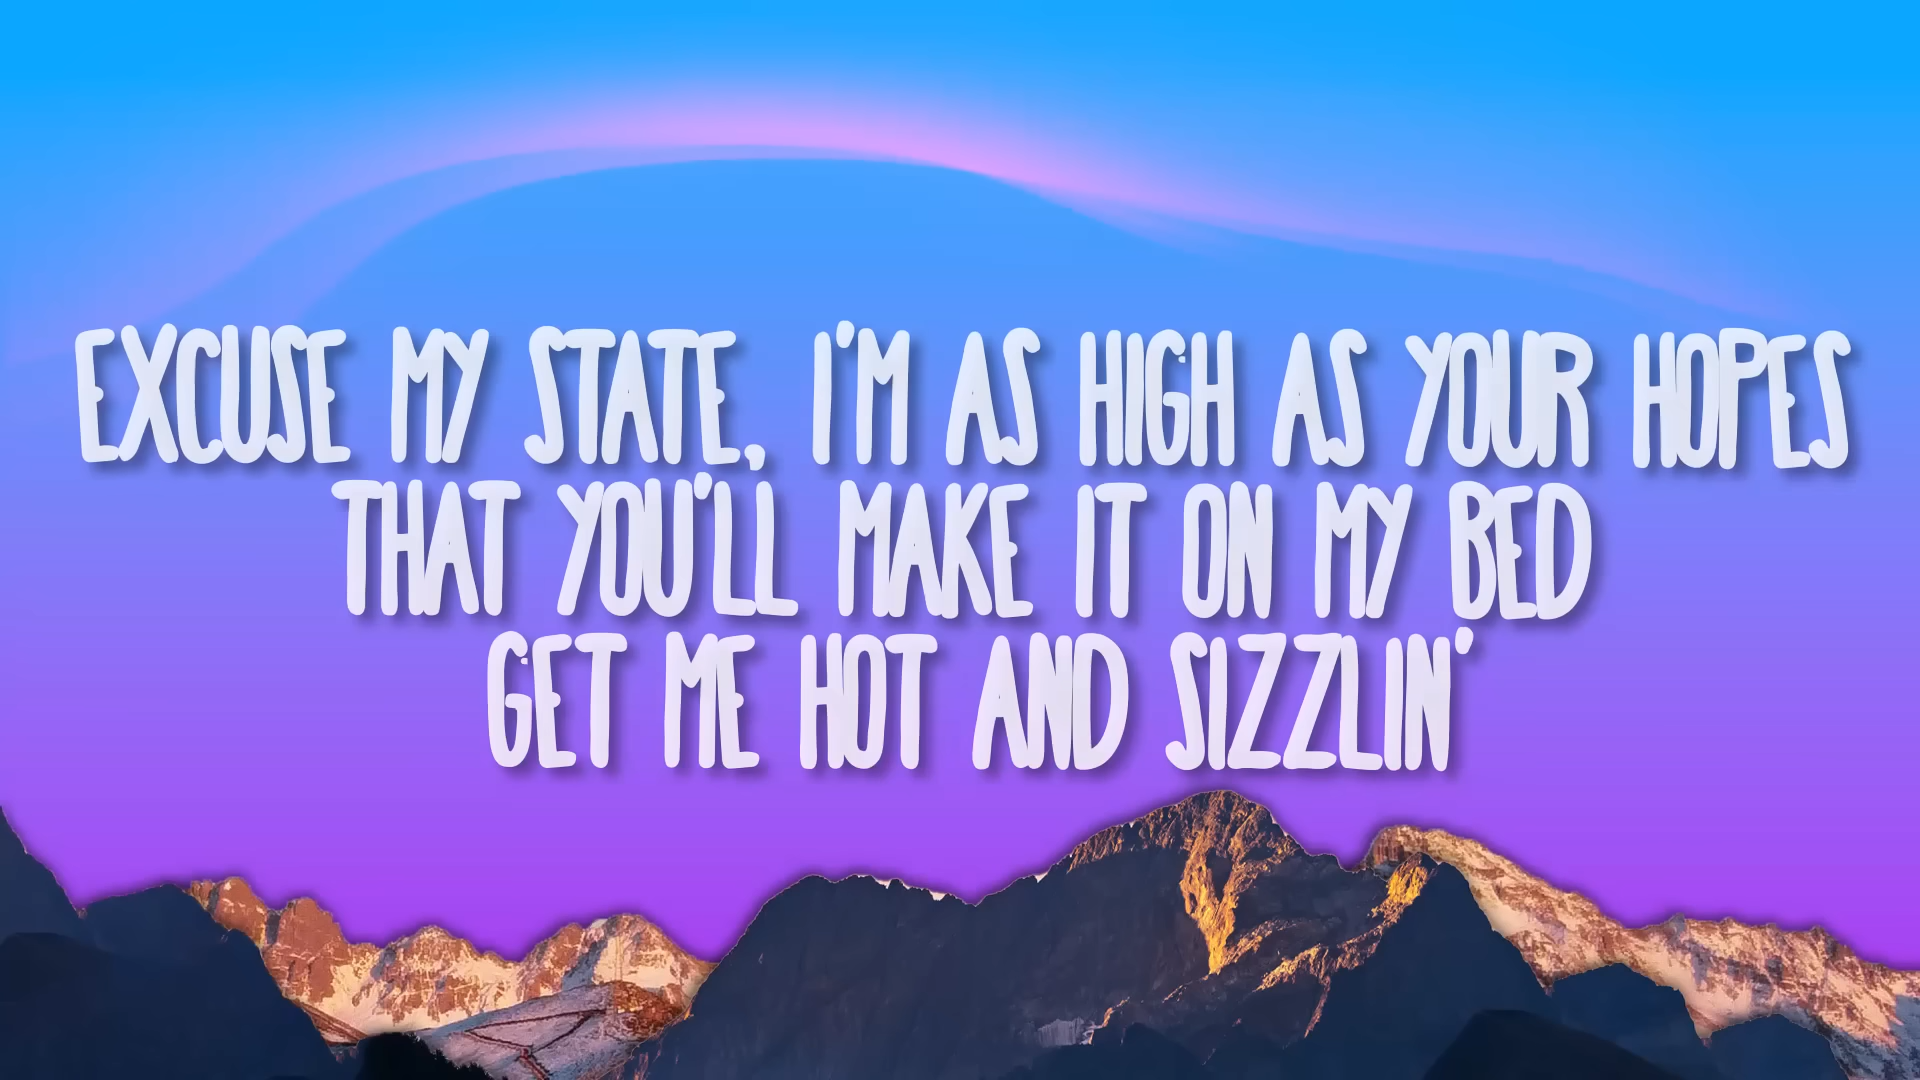 EXCUSE MY STATE, I'M AS HIGH AS YOUR HOPES
THAT YOU'LL MAKE IT ON MY BED
GET ME HOT AND SIZZLIN'